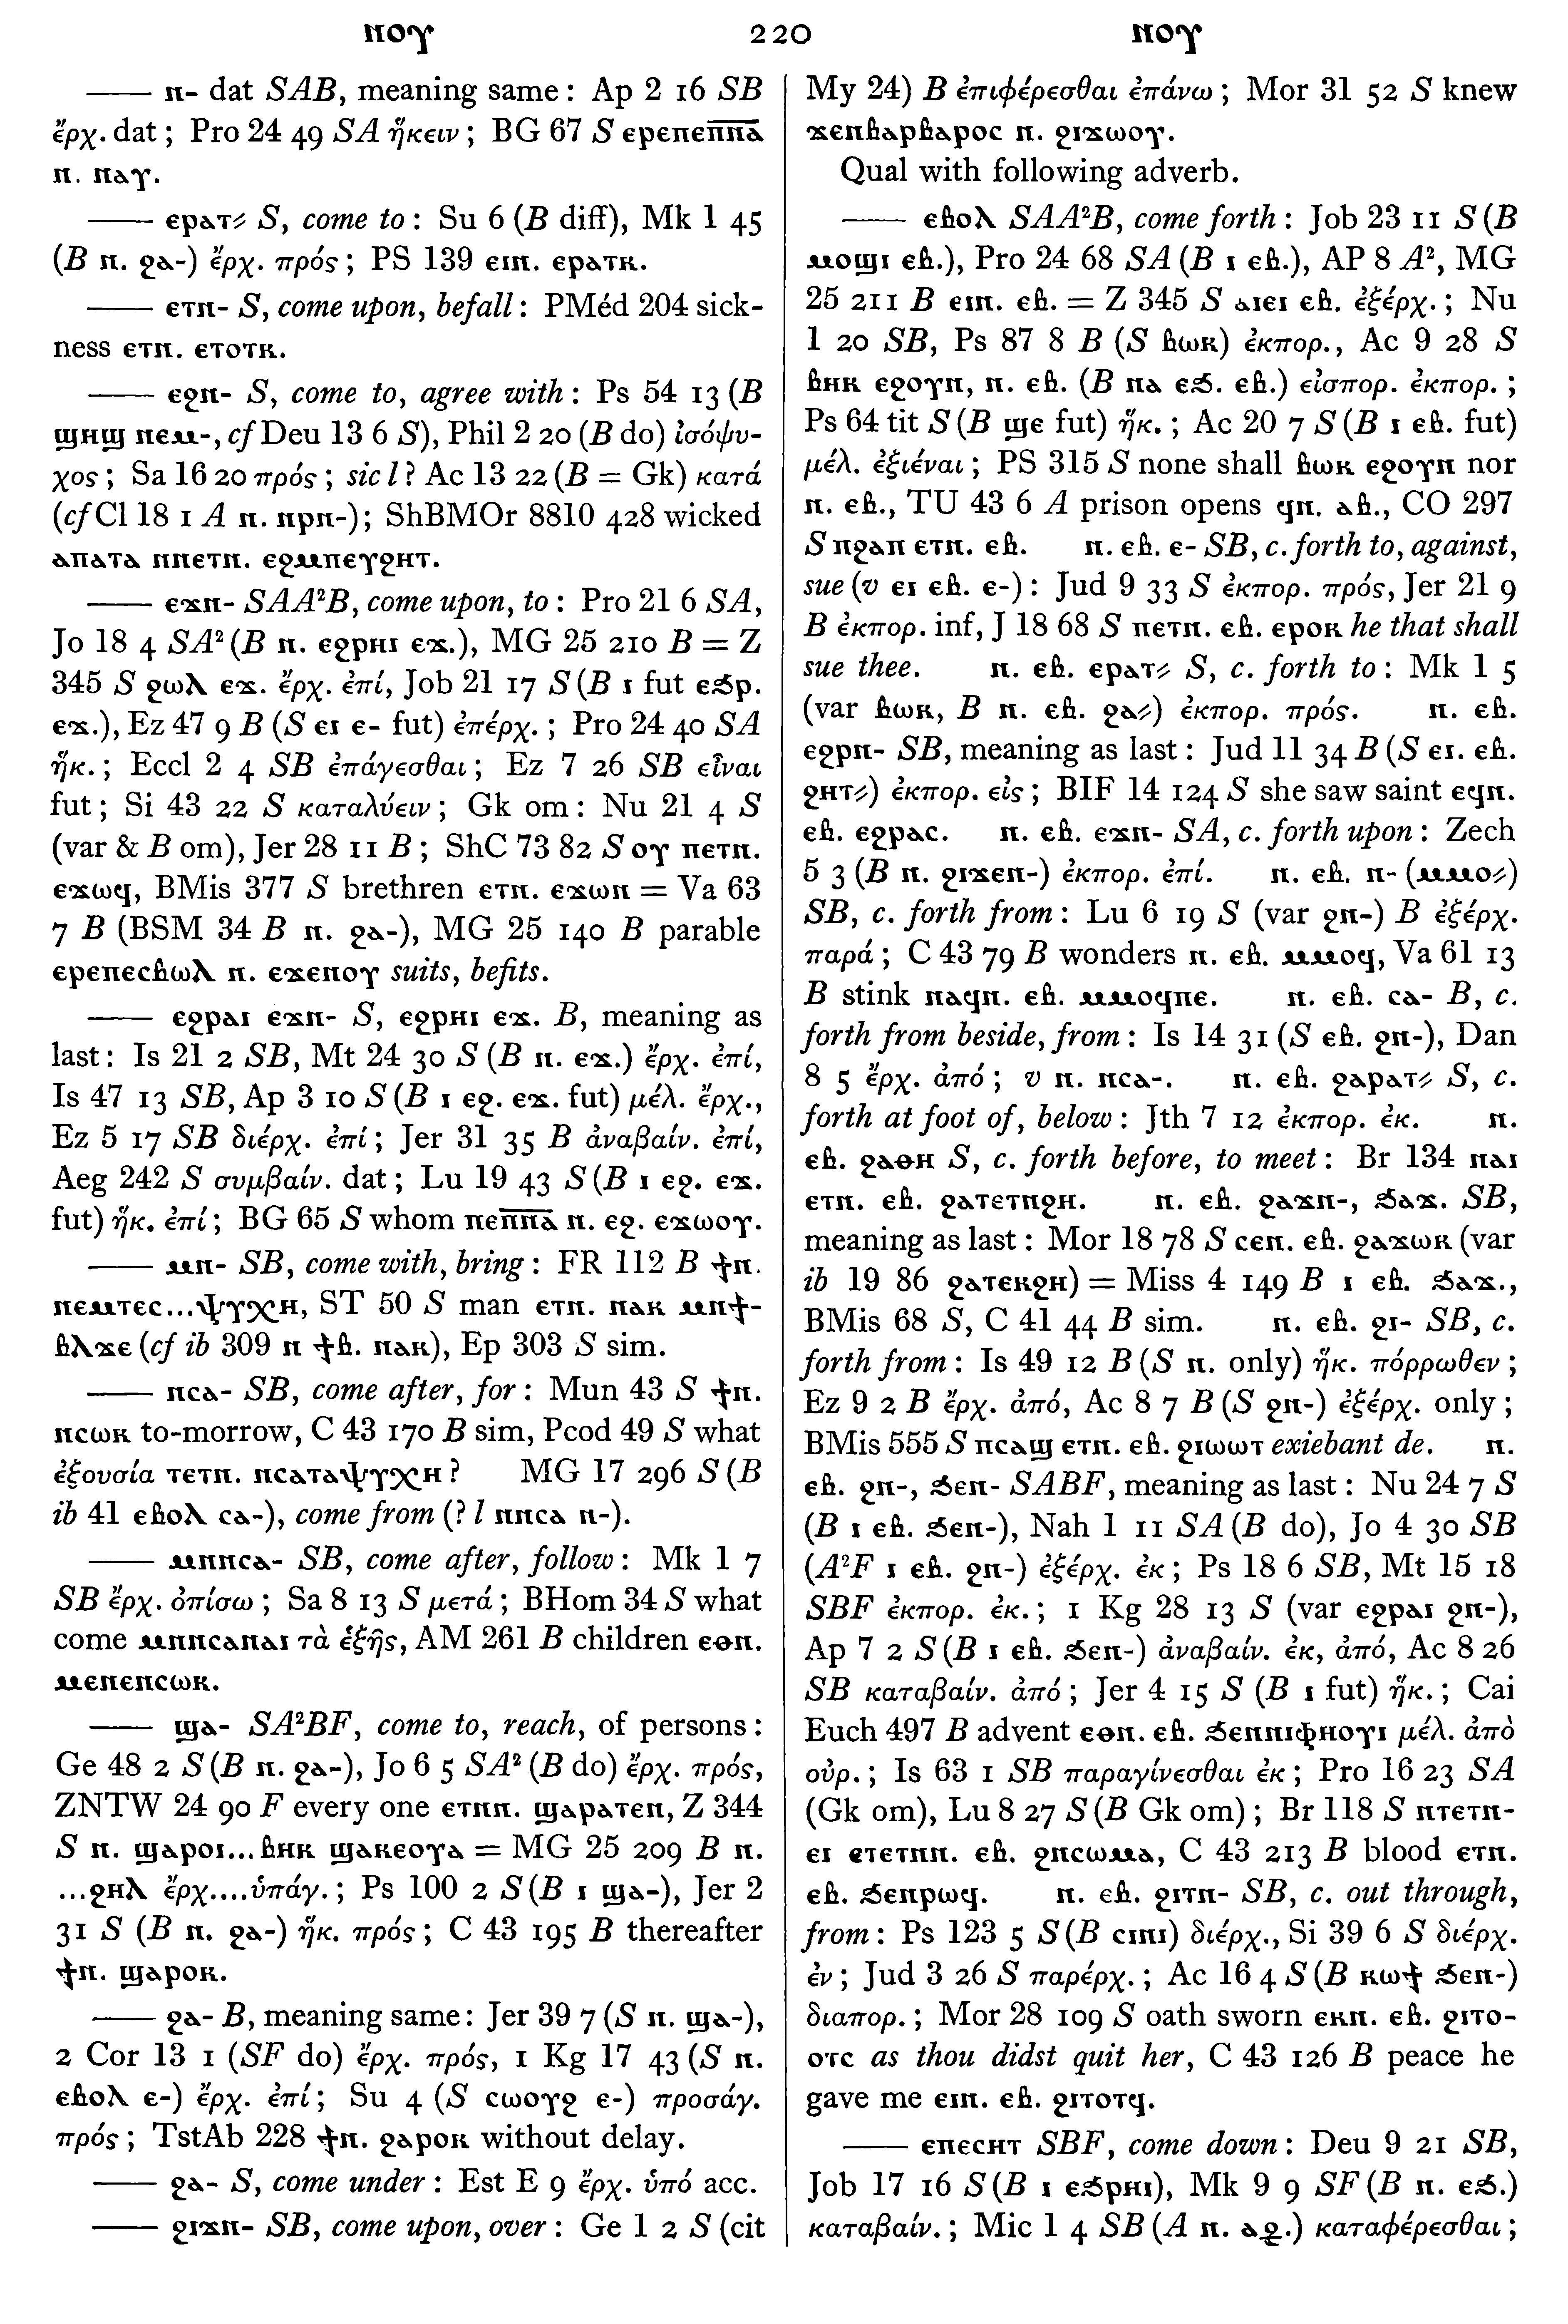 ⲛⲟⲩ 220 ⲛⲟⲩ
—— ⲛ- dat SAB, meaning same : Ap 2 16 SB
ἔρχ. dat ; Pro 24 49 SA ἥκειν ; BG 67 S ⲉⲣⲉⲡⲉⲡ̅ⲛ̅ⲁ̅
ⲛ. ⲛⲁⲩ.
—— ⲉⲣⲁⲧ⸗ S, come to : Su 6 (B diff), Mk 1 45
(B ⲛ. ϩⲁ-) ἔρχ. πρός ; PS 139 ⲉⲓⲛ. ⲉⲣⲁⲧⲕ.
—— ⲉⲧⲛ- S, come upon, befall : PMéd 204 sick-
ness ⲉⲧⲛ. ⲉⲧⲟⲧⲕ.
—— ⲉϩⲛ- S, come to, agree with : Ps 54 13 (B
ϣⲏϣ ⲛⲉⲙ-, cf Deu 13 6 S), Phil 2 20 (B do) ἰσόψυ-
χος ; Sa 16 20 πρός ; sic l ? Ac 13 22 (B = Gk) κατά
(cf Cl 18 1 A ⲛ. ⲛⲣⲛ-) ; ShBMOr 8810 428 wicked
ⲁⲡⲁⲧⲁ ⲛⲛⲉⲧⲛ. ⲉϩⲙⲡⲉⲩϩⲏⲧ.
—— ⲉϫⲛ- SAA²B, come upon, to : Pro 21 6 SA,
Jo 18 4 SA² (B ⲛ. ⲉϩⲣⲏⲓ ⲉϫ.), MG 25 210 B = Z
345 S ϩⲱⲗ ⲉϫ. ἔρχ. ἐπί, Job 21 17 S (B ⲓ fut ⲉϧⲣ.
ⲉϫ.), Ez 47 9 B (S ⲉⲓ ⲉ- fut) ἐπέρχ. ; Pro 24 40 SA
ἥκ. ; Eccl 2 4 SB ἐπάγεσθαι ; Ez 7 26 SB εἶναι
fut ; Si 43 22 S καταλύειν ; Gk om : Nu 21 4 S
(var & B om), Jer 28 11 B ; ShC 73 82 S ⲟⲩ ⲡⲉⲧⲛ.
ⲉϫⲱϥ, BMis 377 S brethren ⲉⲧⲛ. ⲉϫⲱⲛ = Va 63
7 B (BSM 34 B ⲛ. ϩⲁ-), MG 25 140 B parable
ⲉⲣⲉⲡⲉⲥⲃⲱⲗ ⲛ. ⲉϫⲉⲛⲟⲩ suits, befits.
—— ⲉϩⲣⲁⲓ ⲉϫⲛ- S, ⲉϩⲣⲏⲓ ⲉϫ. B, meaning as
last : Is 21 2 SB, Mt 24 30 S (B ⲛ. ⲉϫ.) ἔρχ. ἐπί,
Is 47 13 SB, Ap 3 10 S (B ⲓ ⲉϩ. ⲉϫ. fut) μέλ. ἔρχ.,
Ez 5 17 SB διέρχ. ἐπί ; Jer 31 35 B ἀναβαίν. ἐπί,
Aeg 242 S συμβαίν. dat ; Lu 19 43 S (B ⲓ ⲉϩ. ⲉϫ.
fut) ἥκ. ἐπί ; BG 65 S whom ⲡⲉⲡ̅ⲛ̅ⲁ̅ ⲛ. ⲉϩ. ⲉϫⲱⲟⲩ.
—— ⲙⲛ- SB, come with, bring : FR 112 B ϯⲛ.
ⲛⲉⲙⲧⲉⲥ...ⲯⲩⲭⲏ, ST 50 S man ⲉⲧⲛ. ⲛⲁⲕ ⲙⲛϯ-
ⲃⲗϫⲉ (cf ib 309 ⲛ ϯⲃ. ⲛⲁⲕ), Ep 303 S sim.
—— ⲛⲥⲁ- SB, come after, for : Mun 43 S ϯⲛ.
ⲛⲥⲱⲕ to-morrow, C 43 170 B sim, Pcod 49 S what
ἐξουσία ⲧⲉⲧⲛ. ⲛⲥⲁⲧⲁⲯⲩⲭⲏ ? MG 17 296 S (B
ib 41 ⲉⲃⲟⲗ ⲥⲁ-), come from (? l ⲛⲛⲥⲁ ⲛ-).
—— ⲙⲛⲛⲥⲁ- SB, come after, follow : Mk 1 7
SB ἔρχ. ὀπίσω ; Sa 8 13 S μετά ; BHom 34 S what
come ⲙⲛⲛⲥⲁⲛⲁⲓ τὰ ἑξῆς, AM 261 B children ⲉⲑⲛ.
ⲙⲉⲛⲉⲛⲥⲱⲕ.
—— ϣⲁ- SA²BF, come to, reach, of persons :
Ge 48 2 S (B ⲛ. ϩⲁ-), Jo 6 5 SA² (B do) ἔρχ. πρός,
ZNTW 24 90 F every one ⲉⲧⲛⲛ. ϣⲁⲣⲁⲧⲉⲛ, Z 344
S ⲛ. ϣⲁⲣⲟⲓ...ⲃⲏⲕ ϣⲁⲕⲉⲟⲩⲁ = MG 25 209 B ⲛ.
...ϩⲏⲗ ἔρχ....ὑπάγ. ; Ps 100 2 S (B ⲓ ϣⲁ-), Jer 2
31 S (B ⲛ. ϩⲁ-) ἥκ. πρός ; C 43 195 B thereafter
ϯⲛ. ϣⲁⲣⲟⲕ.
—— ϩⲁ- B, meaning same : Jer 39 7 (S ⲛ. ϣⲁ-),
2 Cor 13 1 (SF do) ἔρχ. πρός, 1 Kg 17 43 (S ⲛ.
ⲉⲃⲟⲗ ⲉ-) ἔρχ. ἐπί ; Su 4 (S ⲥⲱⲟⲩϩ ⲉ-) προσάγ.
πρός ; TstAb 228 ϯⲛ. ϩⲁⲣⲟⲕ without delay.
—— ϩⲁ- S, come under : Est E 9 ἔρχ. ὑπό acc.
—— ϩⲓϫⲛ- SB, come upon, over : Ge 1 2 S (cit
My 24) B ἐπιφέρεσθαι ἐπάνω ; Mor 31 52 S knew
ϫⲉⲛⲃⲁⲣⲃⲁⲣⲟⲥ ⲛ. ϩⲓϫⲱⲟⲩ.
Qual with following adverb.
—— ⲉⲃⲟⲗ SAA²B, come forth : Job 23 11 S (B
ⲙⲟϣⲓ ⲉⲃ.), Pro 24 68 SA (B ⲓ ⲉⲃ.), AP 8 A², MG
25 211 B ⲉⲓⲛ. ⲉⲃ. = Z 345 S ⲁⲓⲉⲓ ⲉⲃ. ἐξέρχ. ; Nu
1 20 SB, Ps 87 8 B (S ⲃⲱⲕ) ἐκπορ., Ac 9 28 S
ⲃⲏⲕ ⲉϩⲟⲩⲛ, ⲛ. ⲉⲃ. (B ⲛⲁ ⲉϧ. ⲉⲃ.) εἰσπορ. ἐκπορ. ;
Ps 64 tit S (B ϣⲉ fut) ἥκ. ; Ac 20 7 S (B ⲓ ⲉⲃ. fut)
μέλ. ἐξιέναι ; PS 315 S none shall ⲃⲱⲕ ⲉϩⲟⲩⲛ nor
ⲛ. ⲉⲃ., TU 43 6 A prison opens ϥⲛ. ⲁⲃ., CO 297
S ⲡϩⲁⲡ ⲉⲧⲛ. ⲉⲃ. ⲛ. ⲉⲃ. ⲉ- SB, c. forth to, against,
sue (v ⲉⲓ ⲉⲃ. ⲉ-) : Jud 9 33 S ἐκπορ. πρός, Jer 21 9
B ἐκπορ. inf, J 18 68 S ⲡⲉⲧⲛ. ⲉⲃ. ⲉⲣⲟⲕ he that shall
sue thee. ⲛ. ⲉⲃ. ⲉⲣⲁⲧ⸗ S, c. forth to : Mk 1 5
(var ⲃⲱⲕ, B ⲛ. ⲉⲃ. ϩⲁ⸗) ἐκπορ. πρός. ⲛ. ⲉⲃ.
ⲉϩⲣⲛ- SB, meaning as last : Jud 11 34 B (S ⲉⲓ. ⲉⲃ.
ϩⲏⲧ⸗) ἐκπορ. εἰς ; BIF 14 124 S she saw saint ⲉϥⲛ.
ⲉⲃ. ⲉϩⲣⲁⲥ. ⲛ. ⲉⲃ. ⲉϫⲛ- SA, c. forth upon : Zech
5 3 (B ⲛ. ϩⲓϫⲉⲛ-) ἐκπορ. ἐπί. ⲛ. ⲉⲃ. ⲛ- (ⲙⲙⲟ⸗)
SB, c. forth from : Lu 6 19 S (var ϩⲛ-) B ἐξέρχ.
παρά ; C 43 79 B wonders ⲛ. ⲉⲃ. ⲙⲙⲟϥ, Va 61 13
B stink ⲛⲁϥⲛ. ⲉⲃ. ⲙⲙⲟϥⲡⲉ. ⲛ. ⲉⲃ. ⲥⲁ- B, c.
forth from beside, from : Is 14 31 (S ⲉⲃ. ϩⲛ-), Dan
8 5 ἔρχ. ἀπό ; v ⲛ. ⲛⲥⲁ-. ⲛ. ⲉⲃ. ϩⲁⲣⲁⲧ⸗ S, c.
forth at foot of, below : Jth 7 12 ἐκπορ. ἐκ. ⲛ.
ⲉⲃ. ϩⲁⲑⲏ S, c. forth before, to meet : Br 134 ⲛⲁⲓ
ⲉⲧⲛ. ⲉⲃ. ϩⲁⲧⲉⲧⲛϩⲏ. ⲛ. ⲉⲃ. ϩⲁϫⲛ-, ϧⲁϫ. SB,
meaning as last : Mor 18 78 S ⲥⲉⲛ. ⲉⲃ. ϩⲁϫⲱⲕ (var
ib 19 86 ϩⲁⲧⲉⲕϩⲏ) = Miss 4 149 B ⲓ ⲉⲃ. ϧⲁϫ.,
BMis 68 S, C 41 44 B sim. ⲛ. ⲉⲃ. ϩⲓ- SB, c.
forth from : Is 49 12 B (S ⲛ. only) ἥκ. πόρρωθεν ;
Ez 9 2 B ἔρχ. ἀπό, Ac 8 7 B (S ϩⲛ-) ἐξέρχ. only ;
BMis 555 S ⲡⲥⲁϣ ⲉⲧⲛ. ⲉⲃ. ϩⲓⲱⲱⲧ exiebant de. ⲛ.
ⲉⲃ. ϩⲛ-, ϧⲉⲛ- SABF, meaning as last : Nu 24 7 S
(B ⲓ ⲉⲃ. ϧⲉⲛ-), Nah 1 11 SA (B do), Jo 4 30 SB
(A²F ⲓ ⲉⲃ. ϩⲛ-) ἐξέρχ. ἐκ ; Ps 18 6 SB, Mt 15 18
SBF ἐκπορ. ἐκ. ; 1 Kg 28 13 S (var ⲉϩⲣⲁⲓ ϩⲛ-),
Ap 7 2 S (B ⲓ ⲉⲃ. ϧⲉⲛ-) ἀναβαίν. ἐκ, ἀπό, Ac 8 26
SB καταβαίν. ἀπό ; Jer 4 15 S (B ⲓ fut) ἥκ. ; Cai
Euch 497 B advent ⲉⲑⲛ. ⲉⲃ. ϧⲉⲛⲛⲓⲫⲏⲟⲩⲓ μέλ. ἀπὸ
οὐρ. ; Is 63 1 SB παραγίνεσθαι ἐκ ; Pro 16 23 SA
(Gk om), Lu 8 27 S (B Gk om) ; Br 118 S ⲛⲧⲉⲧⲛ-
ⲉⲓ ⲉⲧⲉⲧⲛⲛ. ⲉⲃ. ϩⲛⲥⲱⲙⲁ, C 43 213 B blood ⲉⲧⲛ.
ⲉⲃ. ϧⲉⲛⲣⲱϥ. ⲛ. ⲉⲃ. ϩⲓⲧⲛ- SB, c. out through,
from : Ps 123 5 S (B ⲥⲓⲛⲓ) διέρχ., Si 39 6 S διέρχ.
ἐν ; Jud 3 26 S παρέρχ. ; Ac 16 4 S (B ⲕⲱϯ ϧⲉⲛ-)
διαπορ. ; Mor 28 109 S oath sworn ⲉⲕⲛ. ⲉⲃ. ϩⲓⲧⲟ-
ⲟⲧⲥ as thou didst quit her, C 43 126 B peace he
gave me ⲉⲓⲛ. ⲉⲃ. ϩⲓⲧⲟⲧϥ.
—— ⲉⲡⲉⲥⲏⲧ SBF, come down : Deu 9 21 SB,
Job 17 16 S (B ⲓ ⲉϧⲣⲏⲓ), Mk 9 9 SF (B ⲛ. ⲉϧ.)
καταβαίν. ; Mic 1 4 SB (A ⲛ. ⲁϩ̱.) καταφέρεσθαι ;